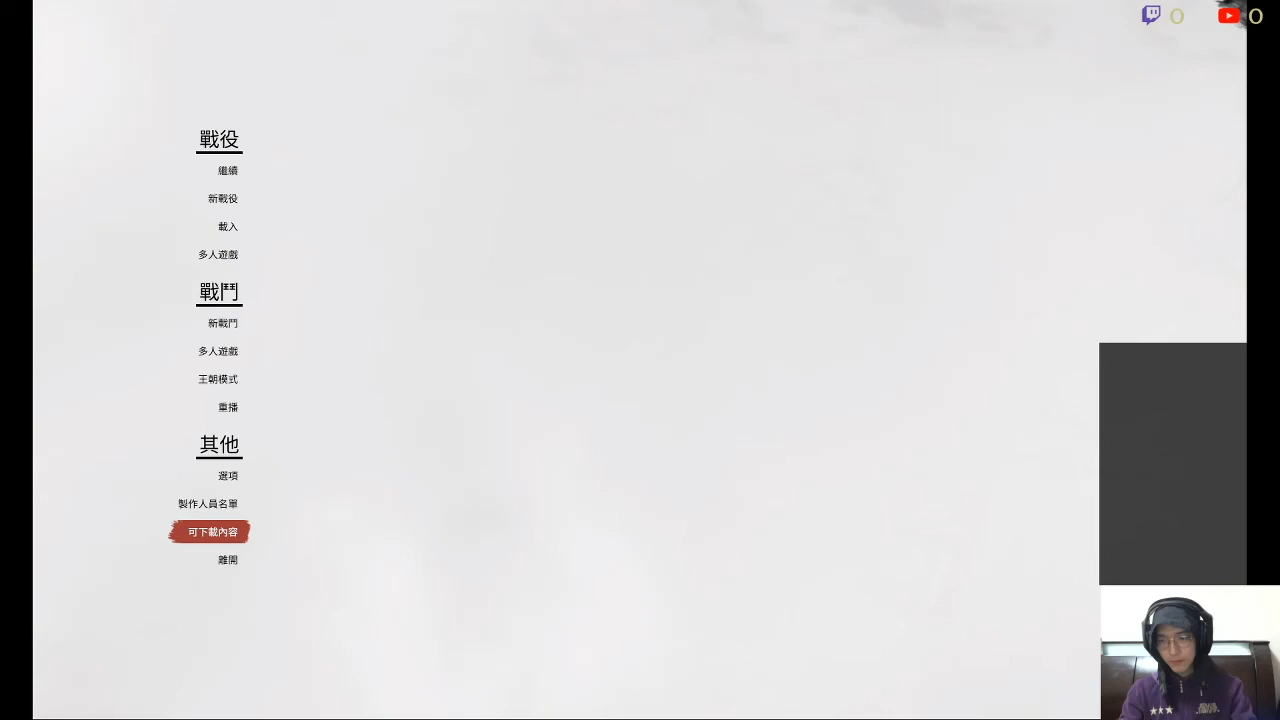 0 0
戰役
繼續
新戰役
載入
多人遊戲
戰鬥
新戰鬥
多人遊戲
王朝模式
重播
其他
選項
製作人員名單
可下載內容
離開